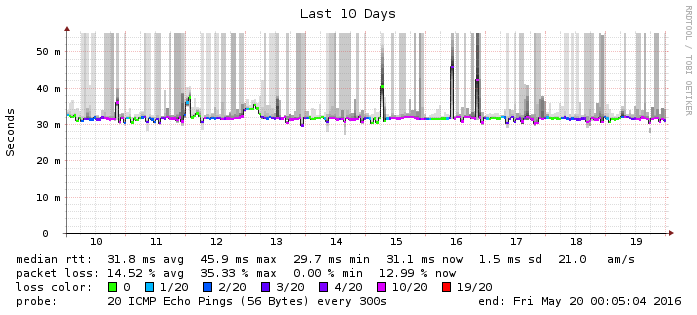 Last 10 Days
RRDTOOL / TOBI OETIKER
Seconds
50 m
40 m
30 m
20 m
10 m
0
10 11 12 13 14 15 16 17 18 19
median rtt: 31.8 ms avg 45.9 ms max 29.7 ms min 31.1 ms now 1.5 ms sd 21.0 am/s
packet loss: 14.52 % avg 35.33 % max 0.00 % min 12.99 % now
loss color: 0 1/20 2/20 3/20 4/20 10/20 19/20
probe: 20 ICMP Echo Pings (56 Bytes) every 300s end: Fri May 20 00:05:04 2016